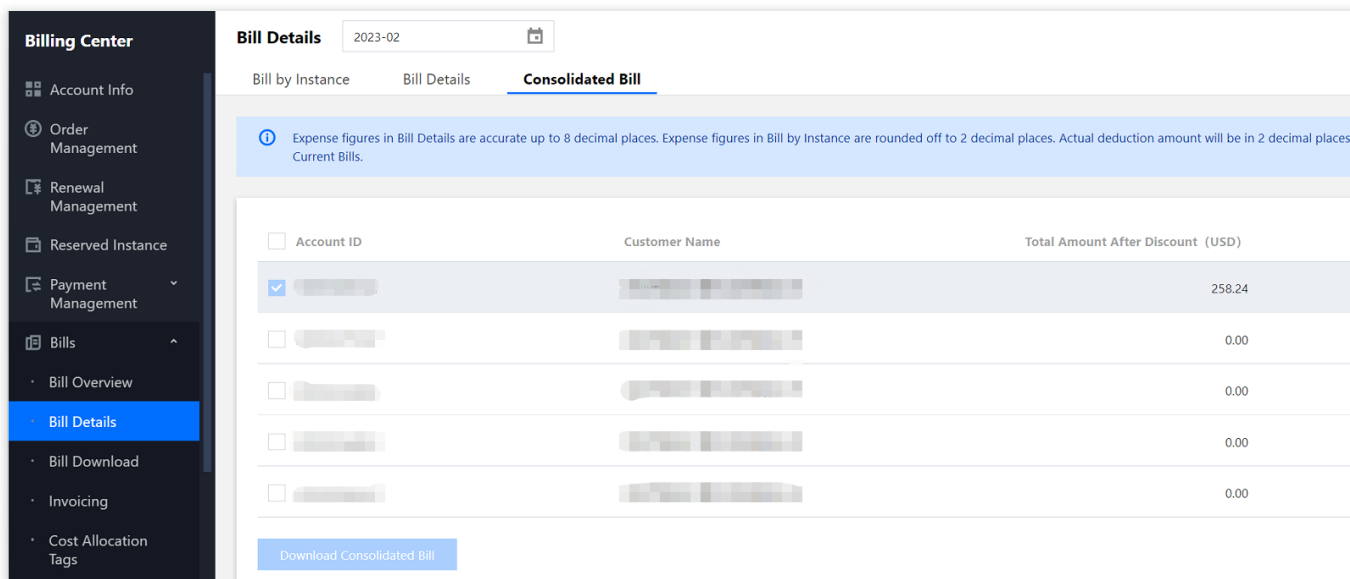 Billing Center
Account Info
Order
Management
Renewal
Management
Reserved Instance
Payment
Management
Bills
Bill Overview
Bill Details
Bill Download
Invoicing
Cost Allocation
Tags
Bill Details 2023-02
Bill by Instance Bill Details Consolidated Bill
Expense figures in Bill Details are accurate up to 8 decimal places. Expense figures in Bill by Instance are rounded off to 2 decimal places. Actual deduction amount will be in 2 decimal places
Current Bills.
Account ID Customer Name Total Amount After Discount (USD)
258.24
0.00
0.00
0.00
0.00
Download Consolidated Bill